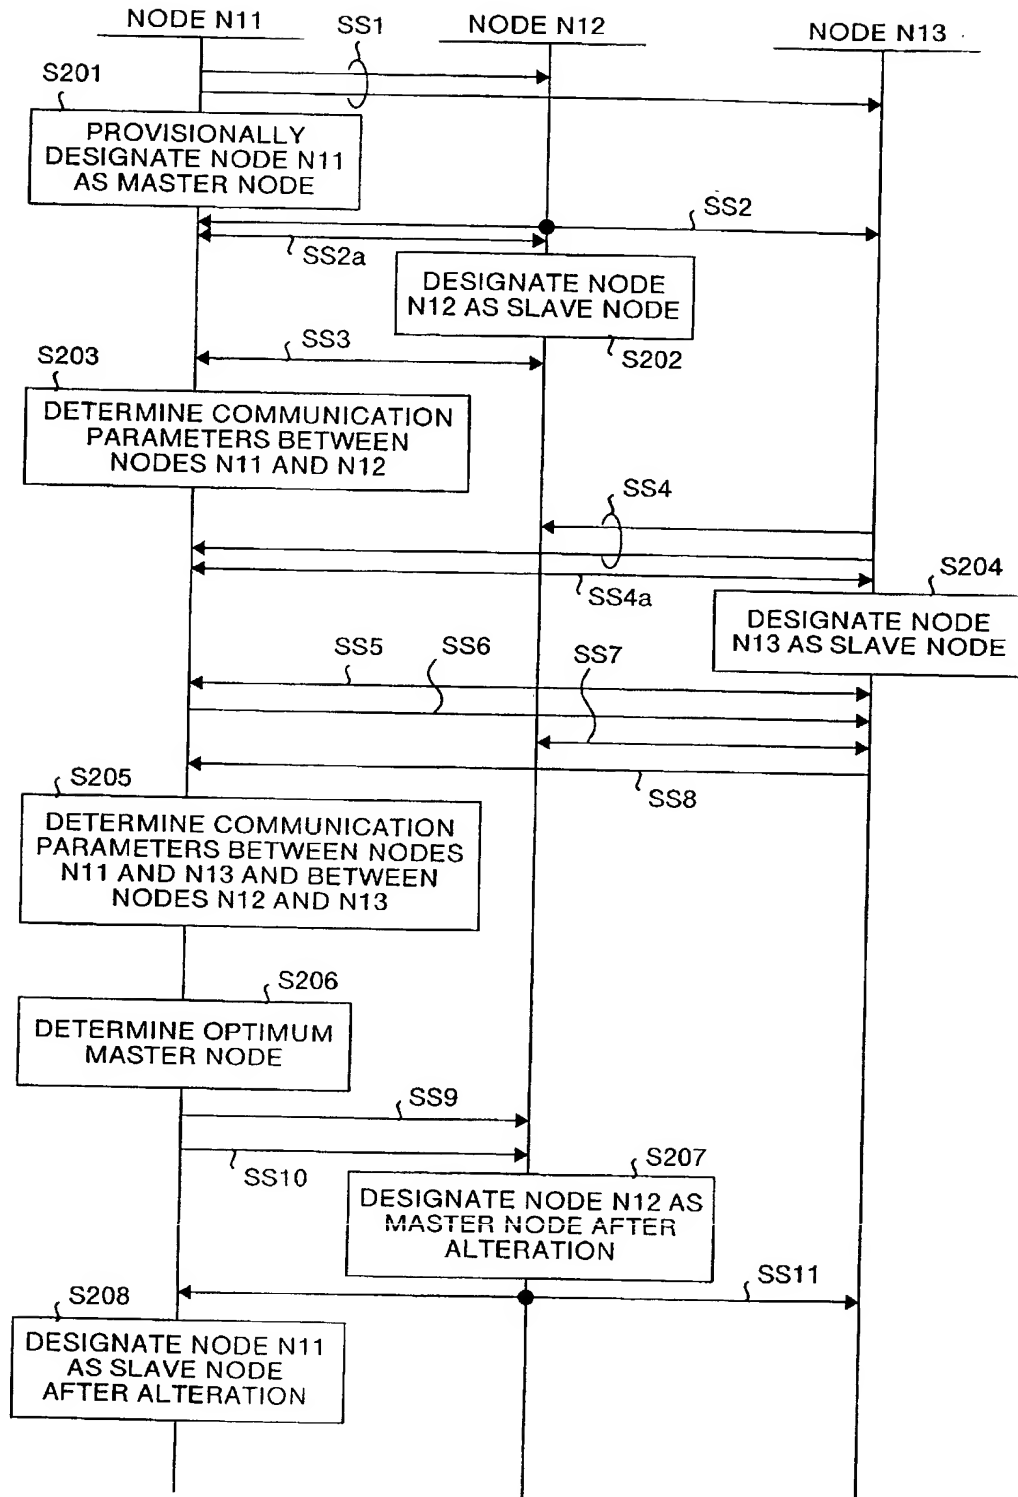 NODE N11
SS1
NODE N12
NODE N13
S201
PROVISIONALLY
DESIGNATE NODE N11
AS MASTER NODE
SS2
SS2a
DESIGNATE NODE
N12 AS SLAVE NODE
SS3
S202
S203
DETERMINE COMMUNICATION
PARAMETERS BETWEEN
NODES N11 AND N12
SS4
SS4a
S204
DESIGNATE NODE
N13 AS SLAVE NODE
SS5
SS6
SS7
S205
SS8
DETERMINE COMMUNICATION
PARAMETERS BETWEEN NODES
N11 AND N13 AND BETWEEN
NODES N12 AND N13
S206
DETERMINE OPTIMUM
MASTER NODE
SS9
SS10
S207
DESIGNATE NODE N12 AS
MASTER NODE AFTER
ALTERATION
SS11
S208
DESIGNATE NODE N11
AS SLAVE NODE
AFTER ALTERATION